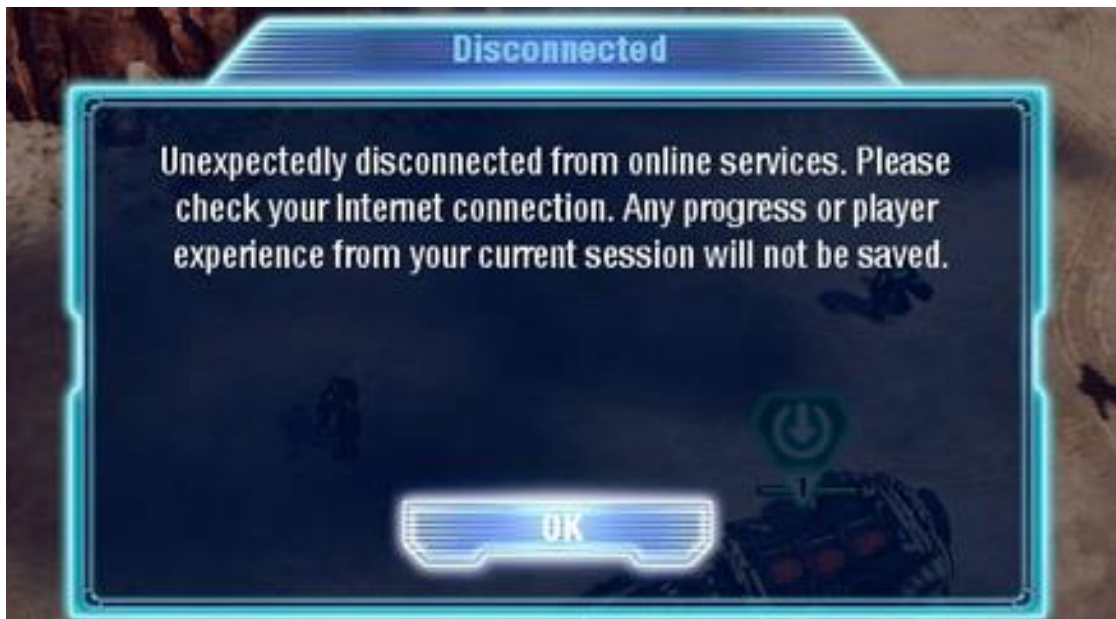 Disconnected
Unexpectedly disconnected from online services. Please
check your Internet connection. Any progress or player
experience from your current session will not be saved.
1
OK